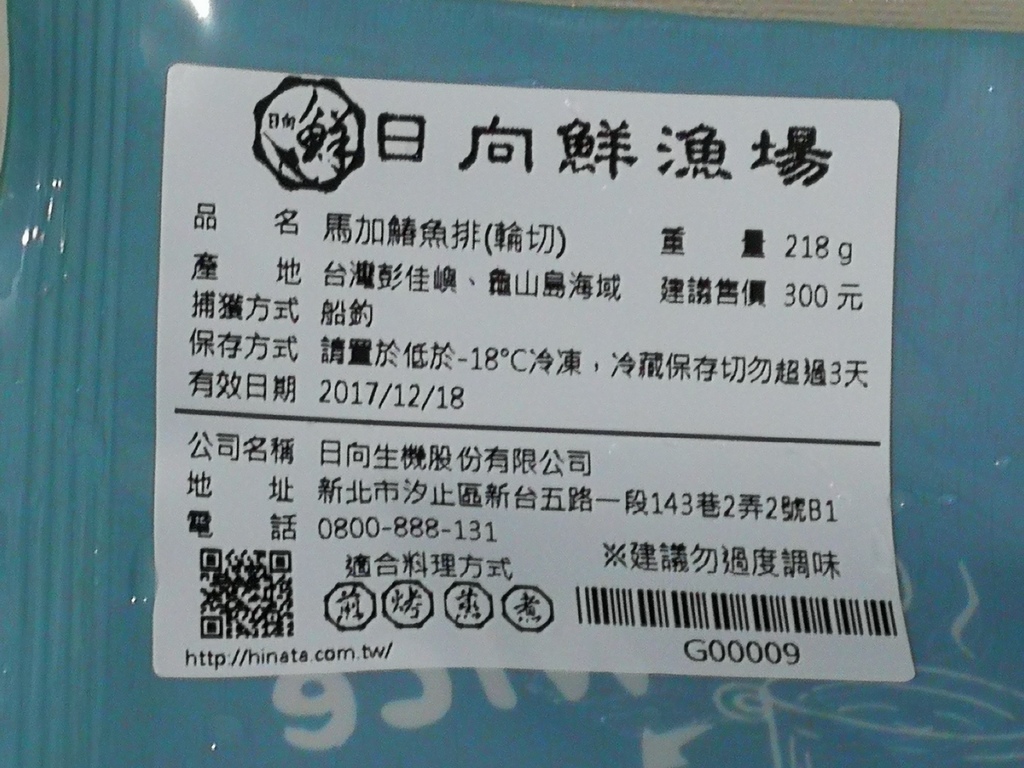 日向 鮮 日向鮮漁場
品名 馬加鰆魚排(輪切) 重量 218 g
產地 台灣彭佳嶼、龜山島海域 建議售價 300 元
捕獲方式 船釣
保存方式 請置於低於-18°C冷凍，冷藏保存切勿超過3天
有效日期 2017/12/18
公司名稱 日向生機股份有限公司
地址 新北市汐止區新台五路一段143巷2弄2號B1
電話 0800-888-131
適合料理方式 ※建議勿過度調味
煎 烤 蒸 煮
http://hinata.com.tw/ G00009